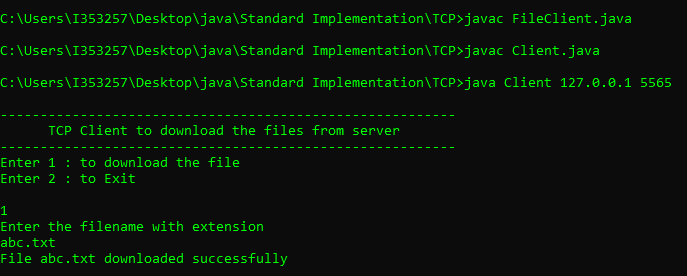 C:\Users\I353257\Desktop\java\Standard Implementation\TCP>javac FileClient.java
C:\Users\I353257\Desktop\java\Standard Implementation\TCP>javac Client.java
C:\Users\I353257\Desktop\java\Standard Implementation\TCP>java Client 127.0.0.1 5565
---------------------------------------------------------
TCP Client to download the files from server
---------------------------------------------------------
Enter 1 : to download the file
Enter 2 : to Exit
1
Enter the filename with extension
abc.txt
File abc.txt downloaded successfully